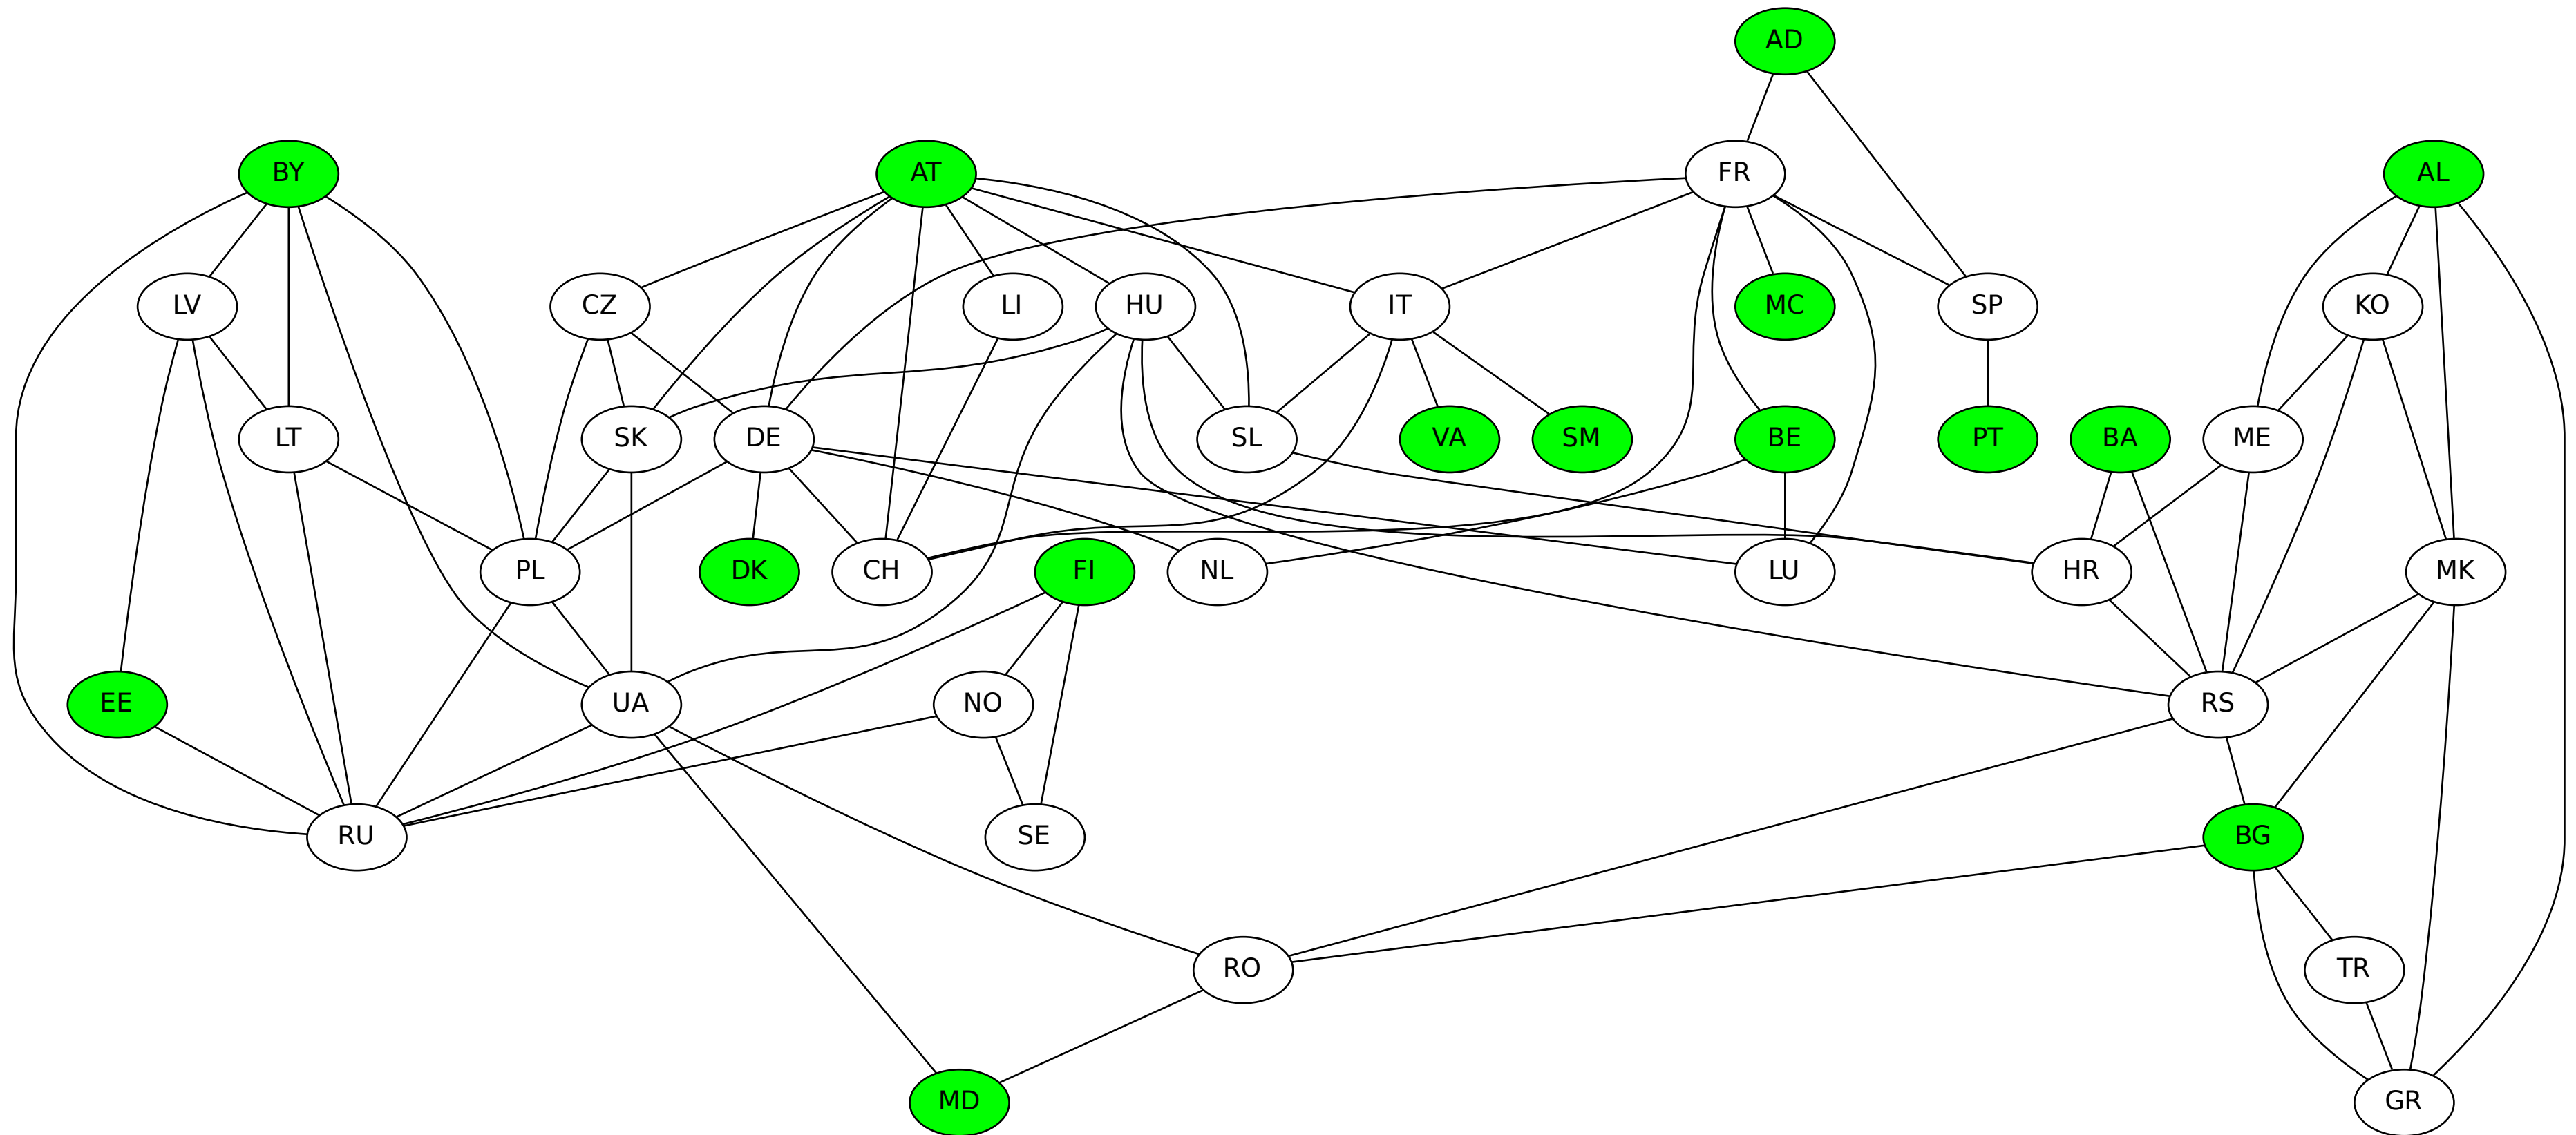 AD
BY
AT
FR
AL
LV
CZ
LI
HU
IT
MC
SP
KO
LT
SK
DE
SL
VA
SM
BE
PT
BA
ME
PL
DK
CH
FI
NL
LU
HR
MK
EE
UA
NO
RS
RU
SE
BG
RO
TR
MD
GR